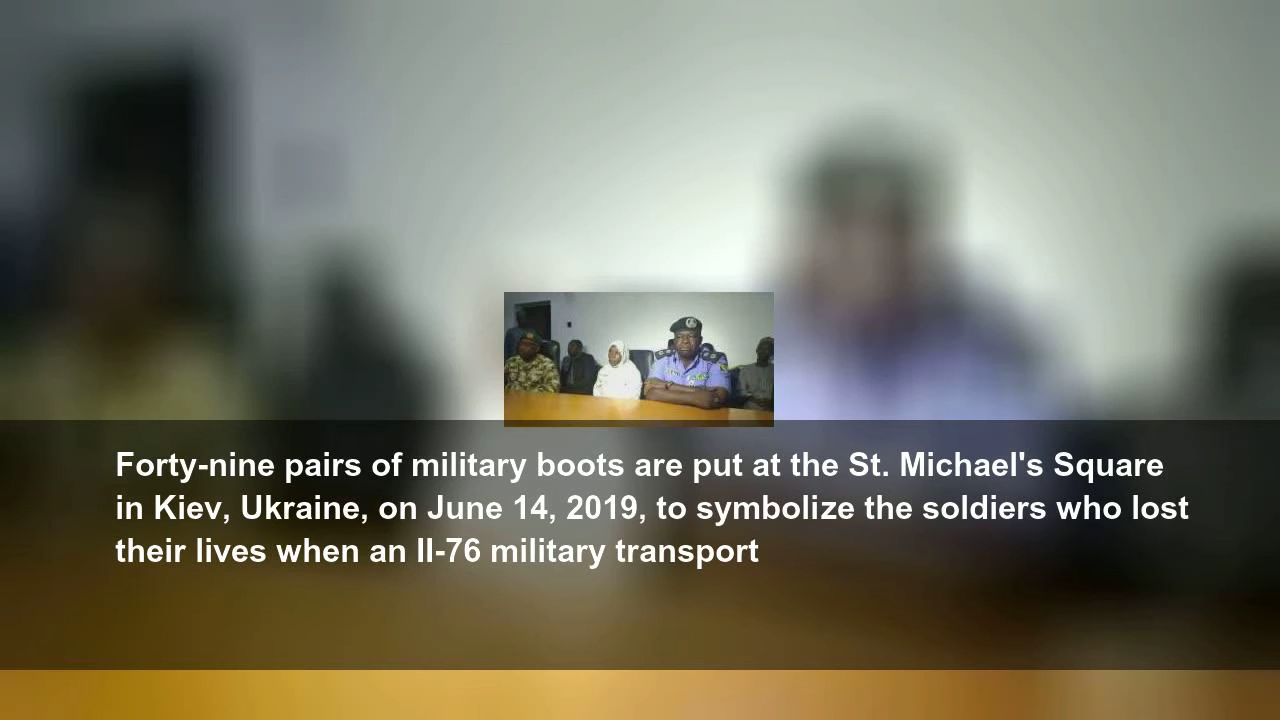 Forty-nine pairs of military boots are put at the St. Michael's Square
in Kiev, Ukraine, on June 14, 2019, to symbolize the soldiers who lost
their lives when an Il-76 military transport